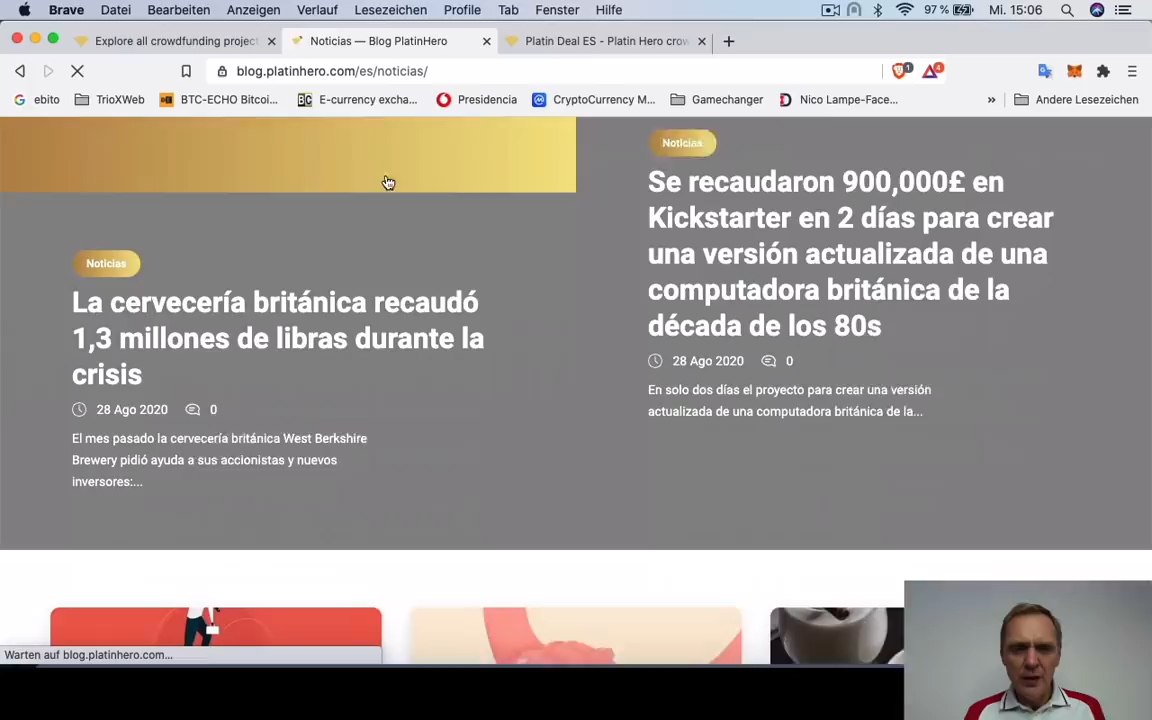 Brave Datei Bearbeiten Anzeigen Verlauf Lesezeichen Profile Tab Fenster Hilfe 97 % Mi. 15:06
Explore all crowdfunding project
Noticias — Blog PlatinHero
Platin Deal ES - Platin Hero crow
blog.platinhero.com/es/noticias/
1
4
ebito TrioXWeb BTC-ECHO Bitcoi... E-currency excha... Presidencia CryptoCurrency M... Gamechanger Nico Lampe-Face... » Andere Lesezeichen
Noticias
La cervecería británica recaudó
1,3 millones de libras durante la
crisis
28 Ago 2020 0
El mes pasado la cervecería británica West Berkshire
Brewery pidió ayuda a sus accionistas y nuevos
inversores:...
Noticias
Se recaudaron 900,000£ en
Kickstarter en 2 días para crear
una versión actualizada de una
computadora británica de la
década de los 80s
28 Ago 2020 0
En solo dos días el proyecto para crear una versión
actualizada de una computadora británica de la...
Warten auf blog.platinhero.com...